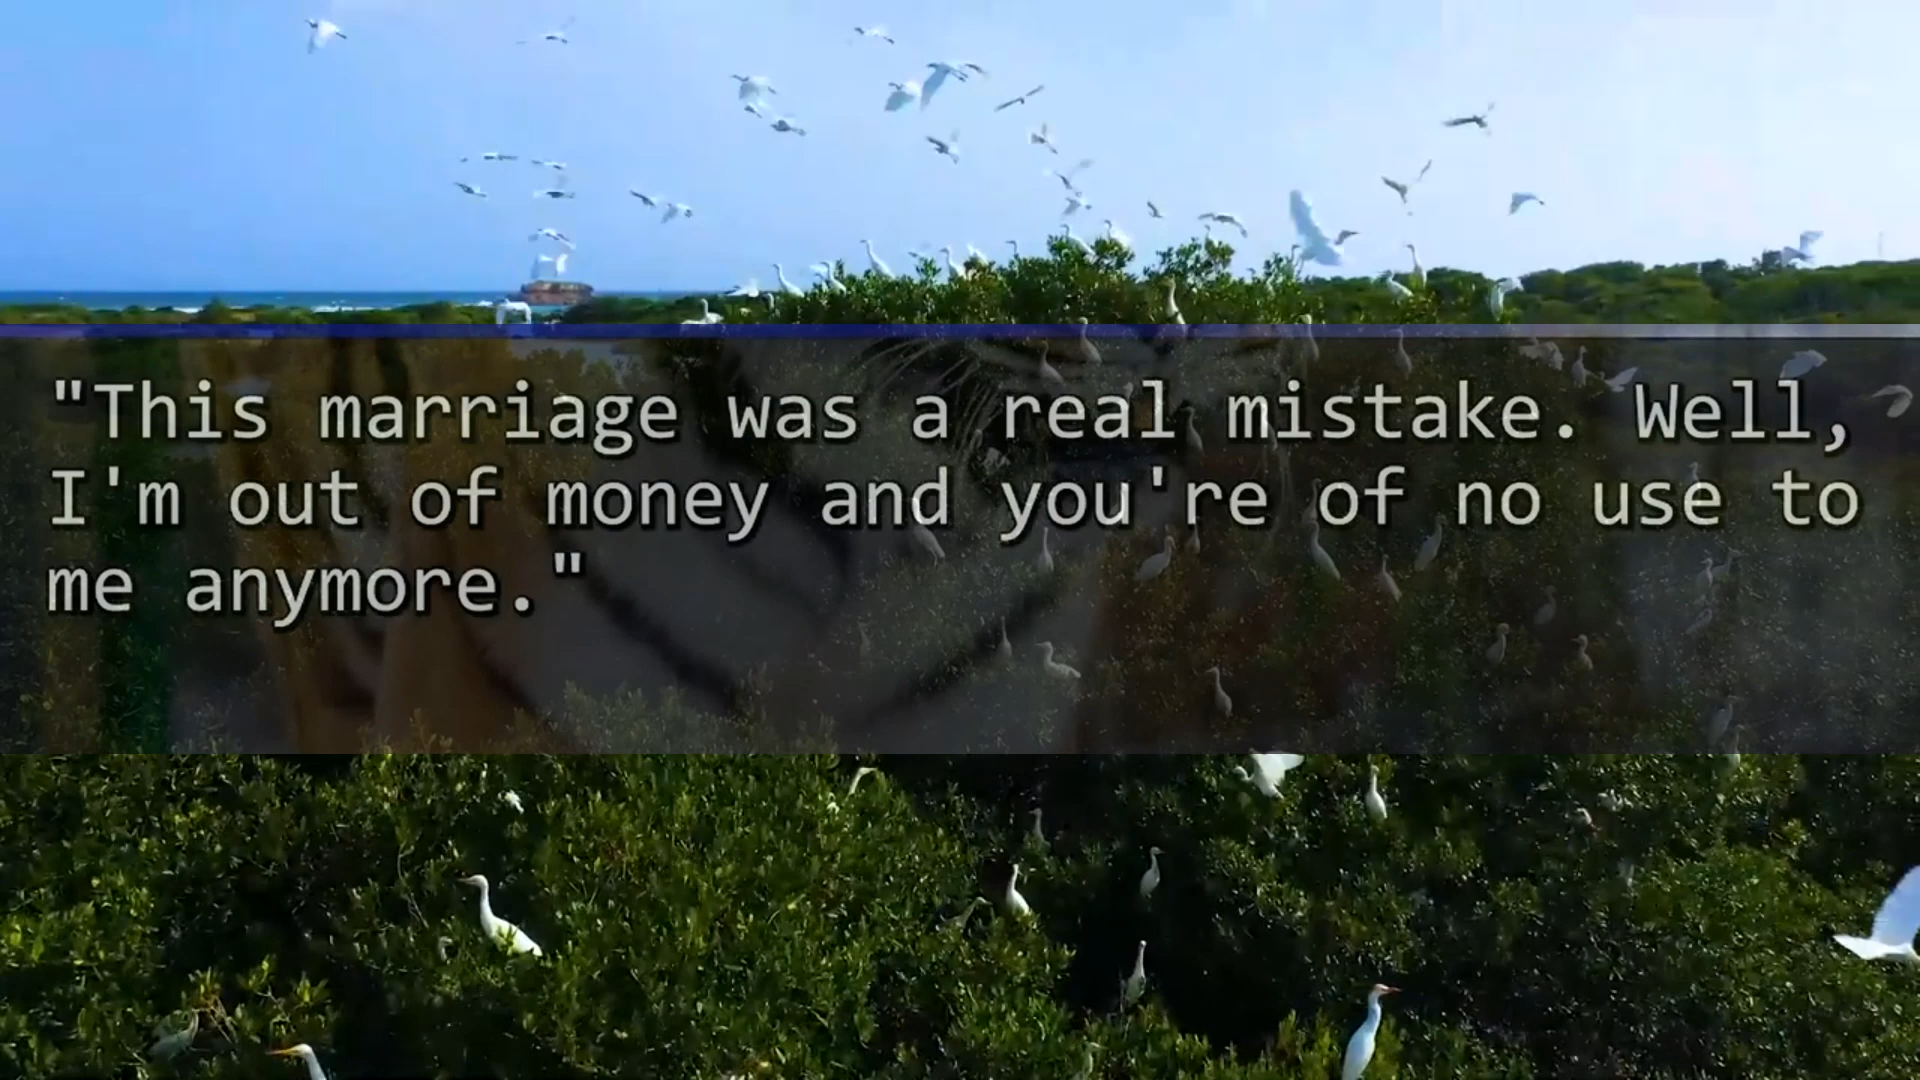 "This marriage was a real mistake. Well,
I'm out of money and you're of no use to
me anymore."